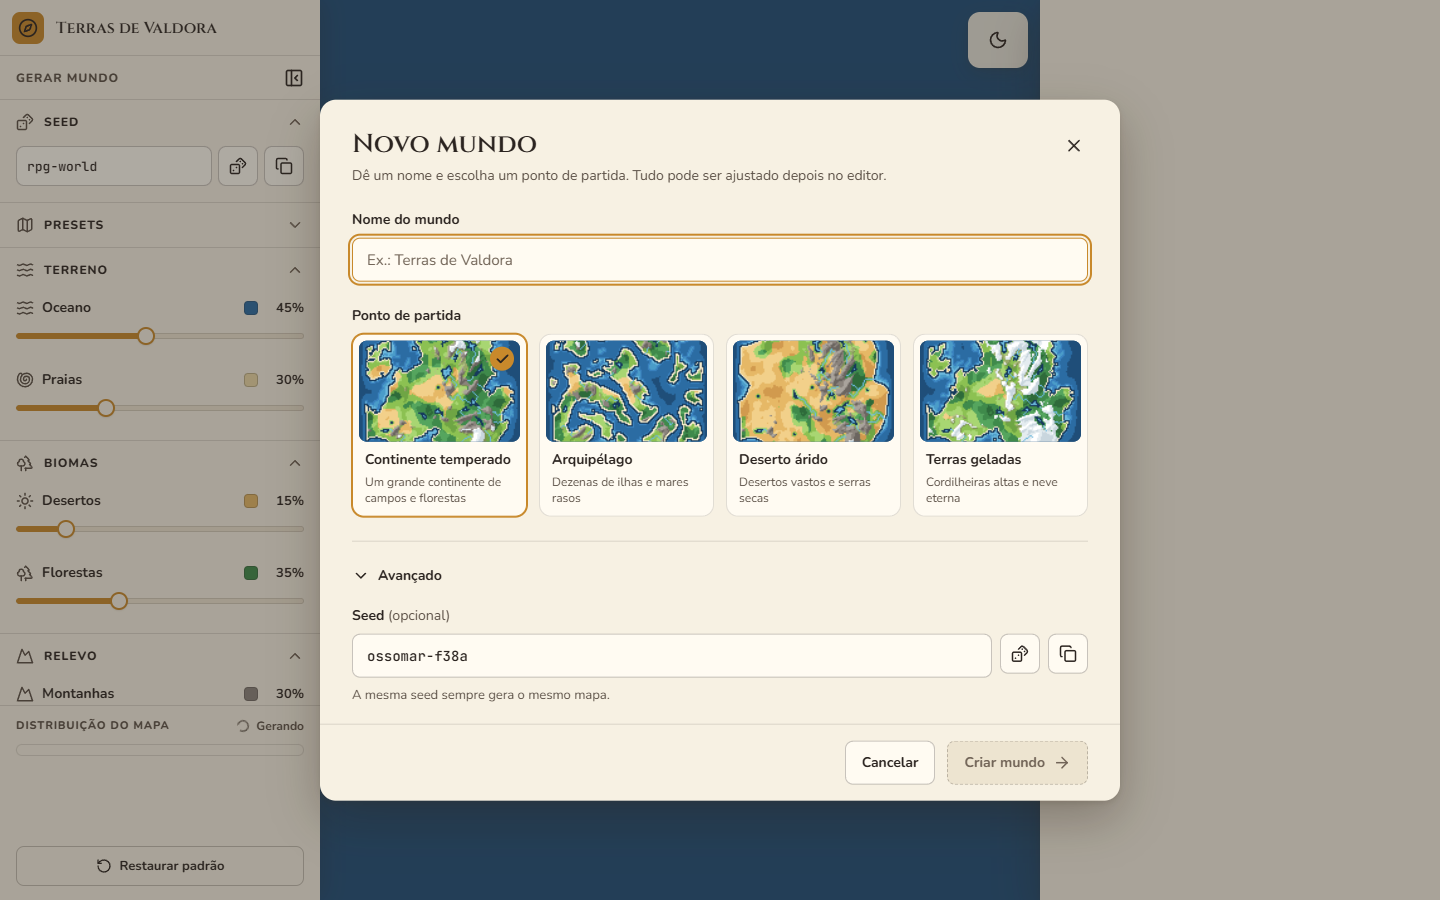 Terras de Valdora
GERAR MUNDO
SEED
rpg-world
PRESETS
TERRENO
Oceano 45%
Praias 30%
BIOMAS
Desertos 15%
Florestas 35%
RELEVO
Montanhas 30%
DISTRIBUIÇÃO DO MAPA Gerando
Restaurar padrão
Novo mundo
Dê um nome e escolha um ponto de partida. Tudo pode ser ajustado depois no editor.
Nome do mundo
Ex.: Terras de Valdora
Ponto de partida
Continente temperado
Um grande continente de
campos e florestas
Arquipélago
Dezenas de ilhas e mares
rasos
Deserto árido
Desertos vastos e serras
secas
Terras geladas
Cordilheiras altas e neve
eterna
Avançado
Seed (opcional)
ossomar-f38a
A mesma seed sempre gera o mesmo mapa.
Cancelar
Criar mundo